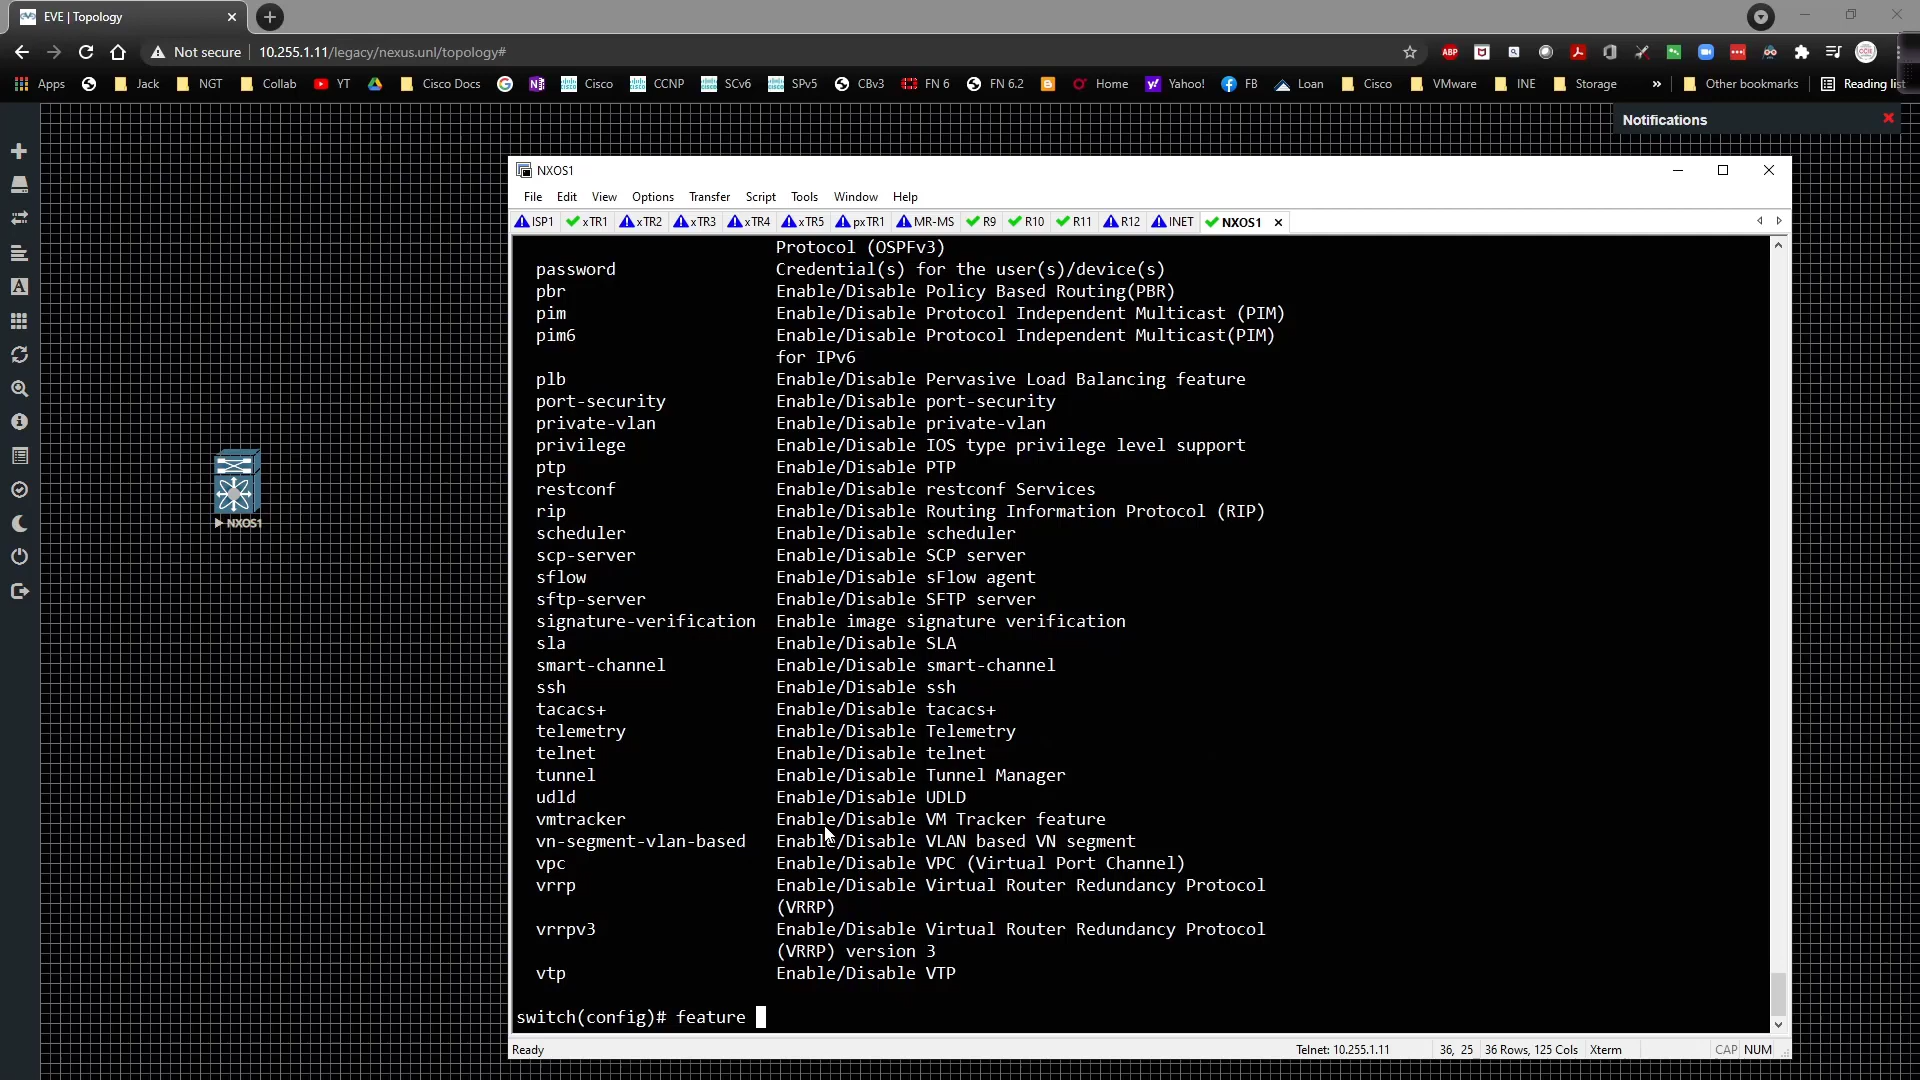 EVE | Topology
Not secure 10.255.1.11/legacy/nexus.unl/topology#
ABP
Apps Jack NGT Collab YT Cisco Docs Cisco CCNP SCv6 SPv5 CBv3 FN 6 FN 6.2 Home Yahoo! FB Loan Cisco VMware INE Storage » Other bookmarks Reading lis
Notifications
NXOS1
File Edit View Options Transfer Script Tools Window Help
ISP1 xTR1 xTR2 xTR3 xTR4 xTR5 pxTR1 MR-MS R9 R10 R11 R12 INET NXOS1
Protocol (OSPFv3)
password Credential(s) for the user(s)/device(s)
pbr Enable/Disable Policy Based Routing(PBR)
pim Enable/Disable Protocol Independent Multicast (PIM)
pim6 Enable/Disable Protocol Independent Multicast(PIM)
for IPv6
plb Enable/Disable Pervasive Load Balancing feature
port-security Enable/Disable port-security
private-vlan Enable/Disable private-vlan
privilege Enable/Disable IOS type privilege level support
ptp Enable/Disable PTP
restconf Enable/Disable restconf Services
rip Enable/Disable Routing Information Protocol (RIP)
scheduler Enable/Disable scheduler
scp-server Enable/Disable SCP server
sflow Enable/Disable sFlow agent
sftp-server Enable/Disable SFTP server
signature-verification Enable image signature verification
sla Enable/Disable SLA
smart-channel Enable/Disable smart-channel
ssh Enable/Disable ssh
tacacs+ Enable/Disable tacacs+
telemetry Enable/Disable Telemetry
telnet Enable/Disable telnet
tunnel Enable/Disable Tunnel Manager
udld Enable/Disable UDLD
vmtracker Enable/Disable VM Tracker feature
vn-segment-vlan-based Enable/Disable VLAN based VN segment
vpc Enable/Disable VPC (Virtual Port Channel)
vrrp Enable/Disable Virtual Router Redundancy Protocol
(VRRP)
vrrpv3 Enable/Disable Virtual Router Redundancy Protocol
(VRRP) version 3
vtp Enable/Disable VTP
switch(config)# feature
Ready Telnet: 10.255.1.11 36, 25 36 Rows, 125 Cols Xterm CAP NUM
NXOS1